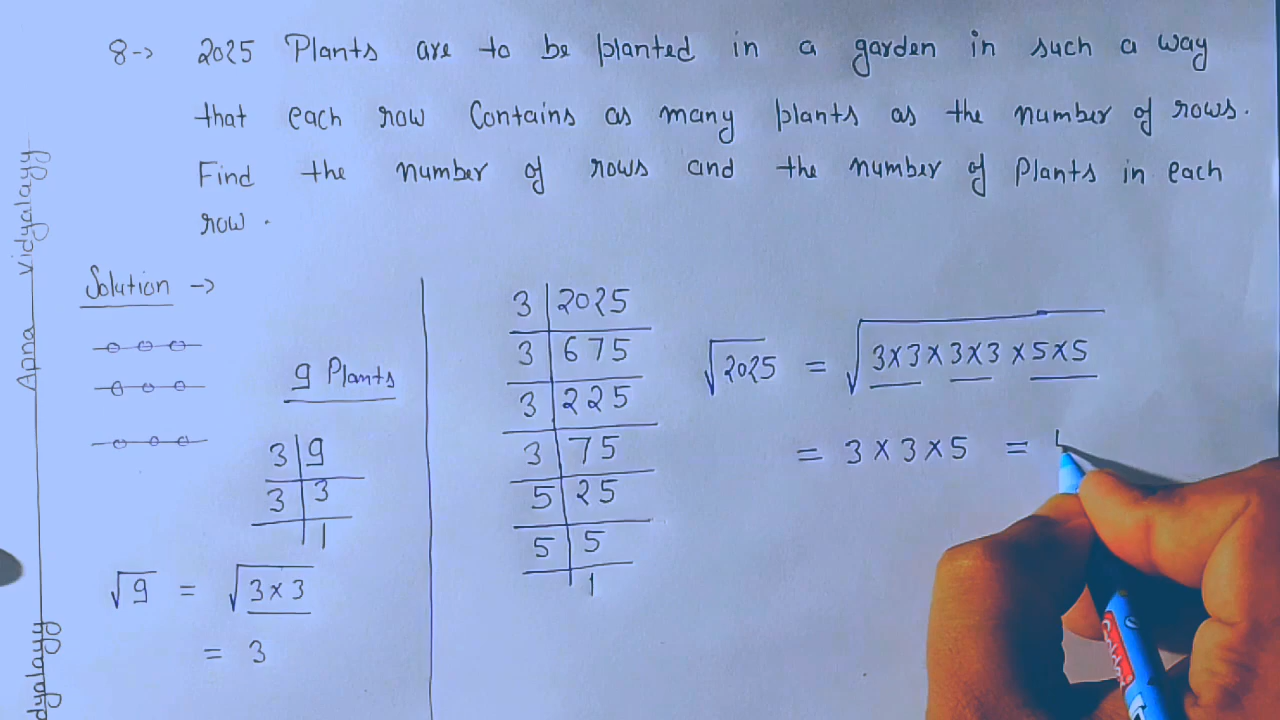 8→ 2025 Plants are to be planted in a garden in such a way
that each row Contains as many plants as the number of rows.
Find the number of rows and the number of Plants in each
row.
Solution →
9 Plants
3 | 9
3 | 3
1
√9 = √3×3
= 3
3 | 2025
3 | 675
3 | 225
3 | 75
5 | 25
5 | 5
1
√2025 = √3×3×3×3×5×5
= 3×3×5 =
Apna Vidyalayy
dyalayy